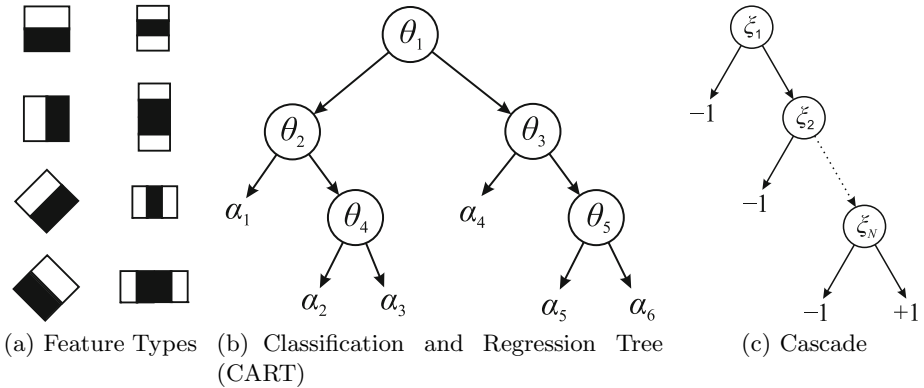 θ1
θ2 θ3
α1 θ4 α4 θ5
α2 α3 α5 α6
ξ1
−1 ξ2
−1 ξN
−1 +1
(a) Feature Types
(b) Classification and Regression Tree
(CART)
(c) Cascade